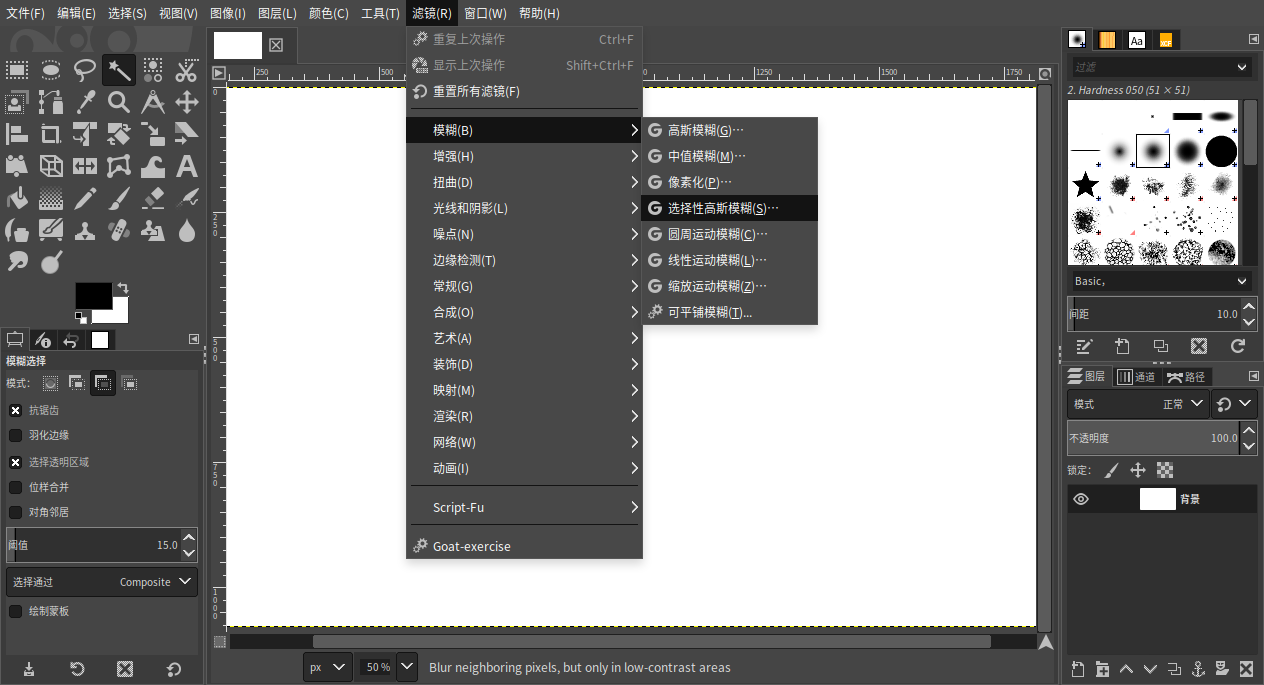 文件(F) 编辑(E) 选择(S) 视图(V) 图像(I) 图层(L) 颜色(C) 工具(T) 滤镜(R) 窗口(W) 帮助(H)
重复上次操作 Ctrl+F
显示上次操作 Shift+Ctrl+F
重置所有滤镜(F)
模糊(B)
增强(H)
扭曲(D)
光线和阴影(L)
噪点(N)
边缘检测(T)
常规(G)
合成(O)
艺术(A)
装饰(D)
映射(M)
渲染(R)
网络(W)
动画(I)
Script-Fu
Goat-exercise
高斯模糊(G)…
中值模糊(M)…
像素化(P)…
选择性高斯模糊(S)…
圆周运动模糊(C)…
线性运动模糊(L)…
缩放运动模糊(Z)…
可平铺模糊(T)...
250 500 1250 1500 1750
0
250
500
750
1000
模糊选择
模式:
抗锯齿
羽化边缘
选择透明区域
位样合并
对角邻居
阈值 15.0
选择通过 Composite
绘制蒙板
px 50 % Blur neighboring pixels, but only in low-contrast areas
Aa
过滤
2. Hardness 050 (51 × 51)
Basic,
间距 10.0
图层 通道 路径
模式 正常
不透明度 100.0
锁定:
背景